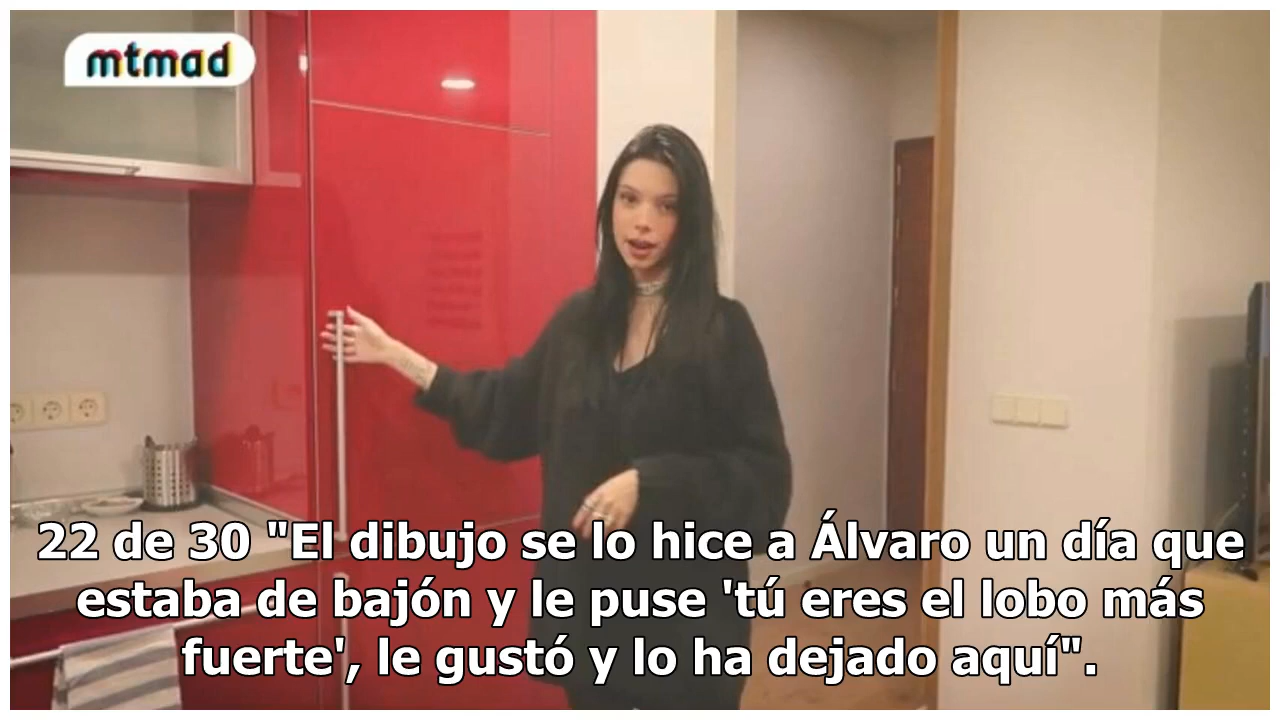 mtmad
22 de 30 "El dibujo se lo hice a Álvaro un día que
estaba de bajón y le puse 'tú eres el lobo más
fuerte', le gustó y lo ha dejado aquí".